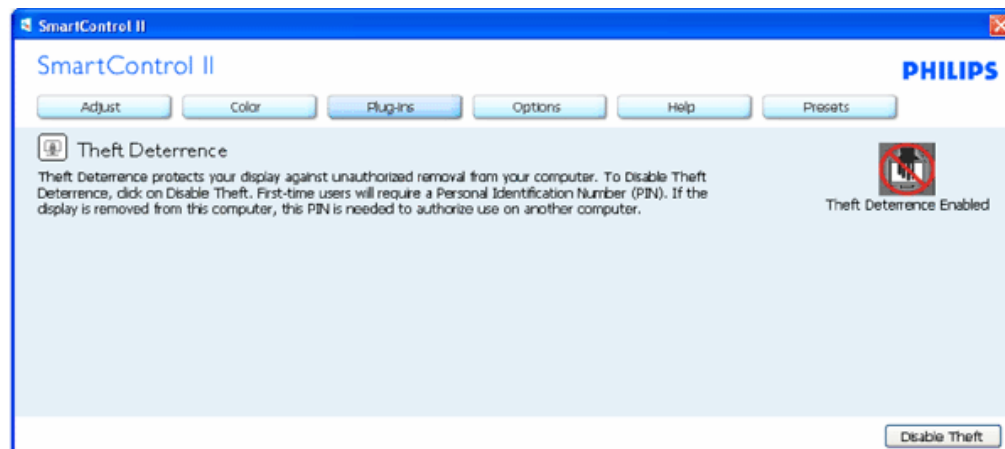 SmartControl II
SmartControl II
PHILIPS
Adjust Color Plug-Ins Options Help Presets
Theft Deterrence
Theft Deterrence protects your display against unauthorized removal from your computer. To Disable Theft
Deterrence, click on Disable Theft. First-time users will require a Personal Identification Number (PIN). If the
display is removed from this computer, this PIN is needed to authorize use on another computer.
Theft Deterrence Enabled
Disable Theft